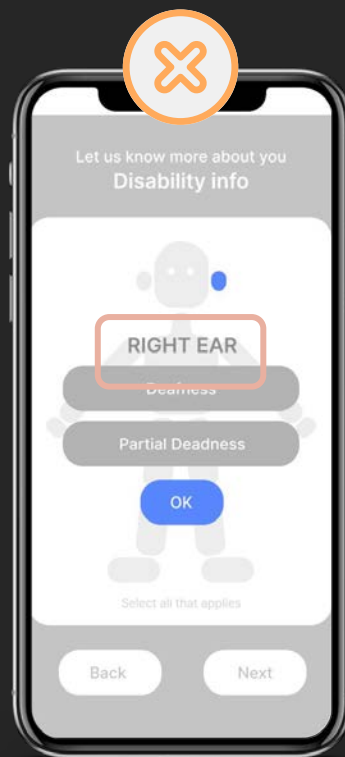 Let us know more about you
Disability info
RIGHT EAR
Deafness
Partial Deadness
OK
Select all that applies
Back
Next